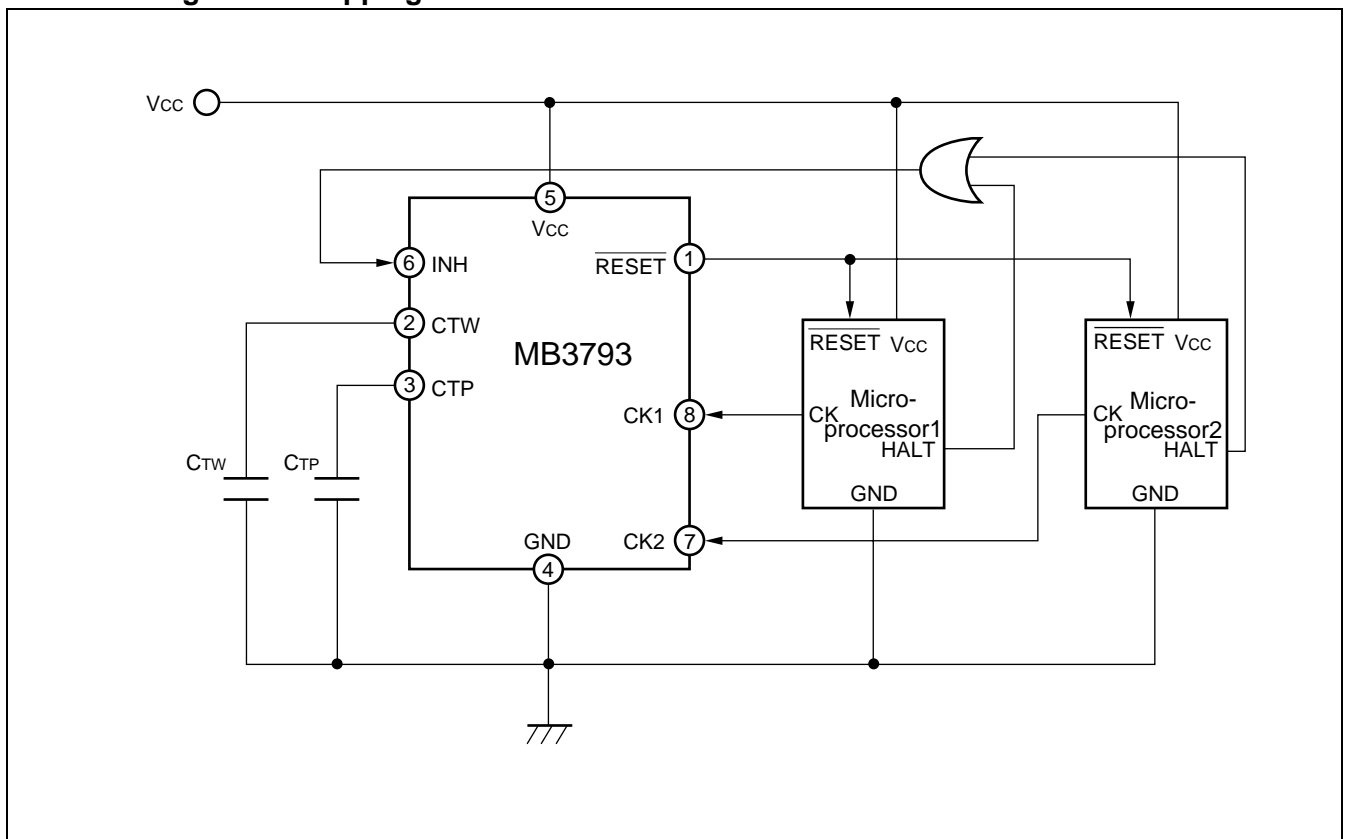 Vcc
5
Vcc
6 INH
RESET 1
2 CTW
3 CTP
MB3793
RESET Vcc
RESET Vcc
CK1 8
CK Micro-
processor1
HALT
CK Micro-
processor2
HALT
CTW
CTP
GND
GND
GND
4
CK2 7